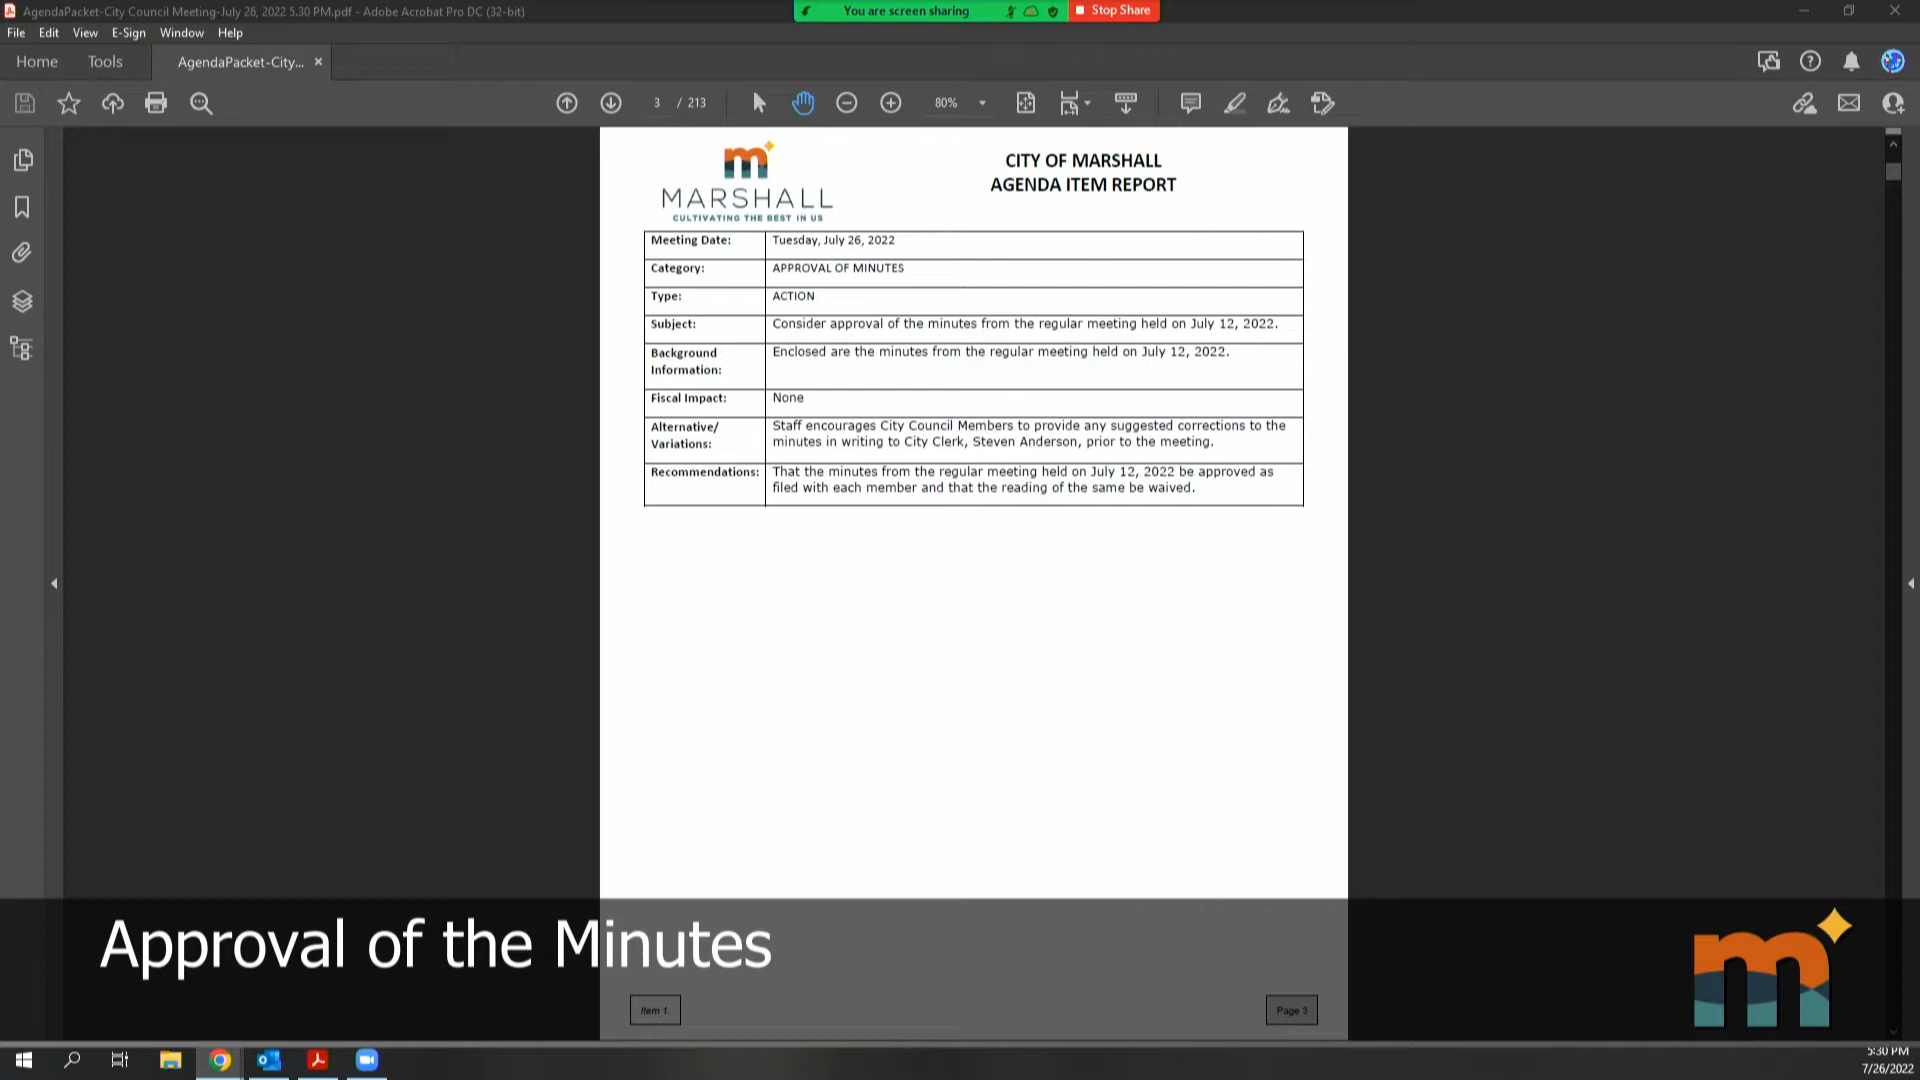 AgendaPacket-City Council Meeting-July 26, 2022 5.30 PM.pdf - Adobe Acrobat Pro DC (32-bit)
You are screen sharing
Stop Share
File Edit View E-Sign Window Help
Home Tools AgendaPacket-City... ×
3 / 213
80%
m
MARSHALL
CULTIVATING THE BEST IN US
CITY OF MARSHALL
AGENDA ITEM REPORT
Meeting Date: Tuesday, July 26, 2022
Category: APPROVAL OF MINUTES
Type: ACTION
Subject: Consider approval of the minutes from the regular meeting held on July 12, 2022.
Background Information: Enclosed are the minutes from the regular meeting held on July 12, 2022.
Fiscal Impact: None
Alternative/ Variations: Staff encourages City Council Members to provide any suggested corrections to the
minutes in writing to City Clerk, Steven Anderson, prior to the meeting.
Recommendations: That the minutes from the regular meeting held on July 12, 2022 be approved as
filed with each member and that the reading of the same be waived.
Approval of the Minutes
m
Item 1.
Page 3
5:30 PM
7/26/2022